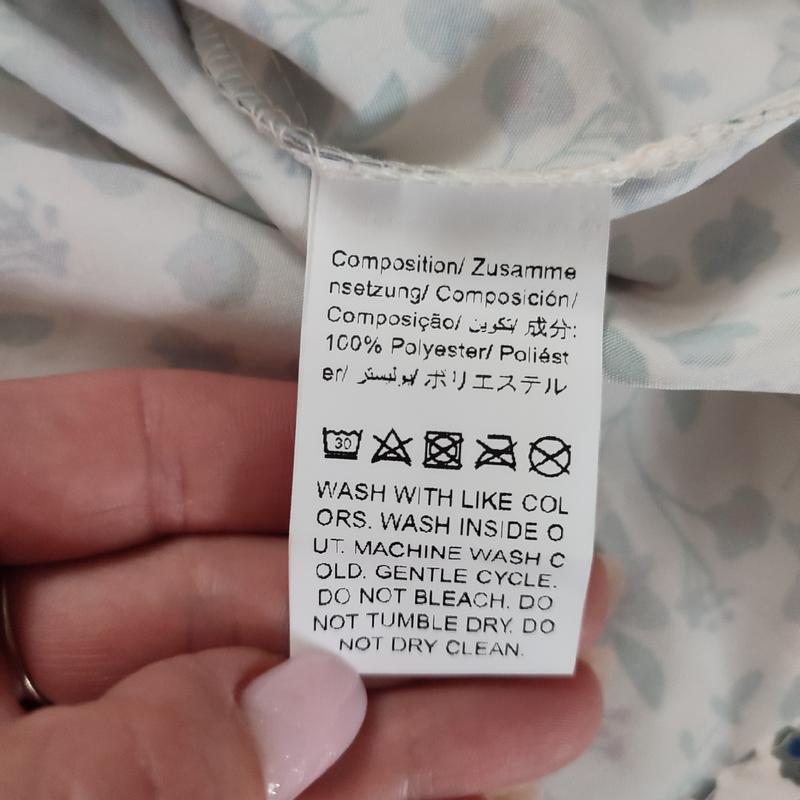 Composition/ Zusamme
nsetzung/ Composición/
Composição/ تكوين/ 成分:
100% Polyester/ Poliést
er/ بوليستر/ ポリエステル
30
WASH WITH LIKE COL
ORS. WASH INSIDE O
UT. MACHINE WASH C
OLD. GENTLE CYCLE.
DO NOT BLEACH. DO
NOT TUMBLE DRY. DO
NOT DRY CLEAN.